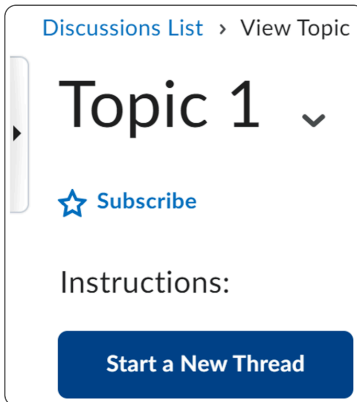 Discussions List › View Topic
Topic 1
Subscribe
Instructions:
Start a New Thread